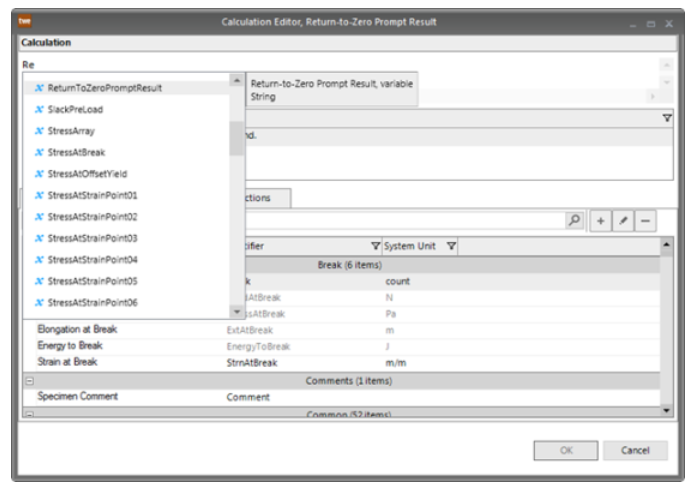 twe
Calculation Editor, Return-to-Zero Prompt Result
Calculation
Re
ReturnToZeroPromptResult
Return-to-Zero Prompt Result, variable
String
SlackPreLoad
StressArray
nd.
StressAtBreak
StressAtOffsetYield
StressAtStrainPoint01
ctions
StressAtStrainPoint02
StressAtStrainPoint03
tifier System Unit
StressAtStrainPoint04
Break (6 items)
StressAtStrainPoint05
k count
StressAtStrainPoint06
dAtBreak N
ssAtBreak Pa
Elongation at Break ExtAtBreak m
Energy to Break EnergyToBreak J
Strain at Break StrnAtBreak m/m
Comments (1 items)
Specimen Comment Comment
Common (52 items)
OK Cancel